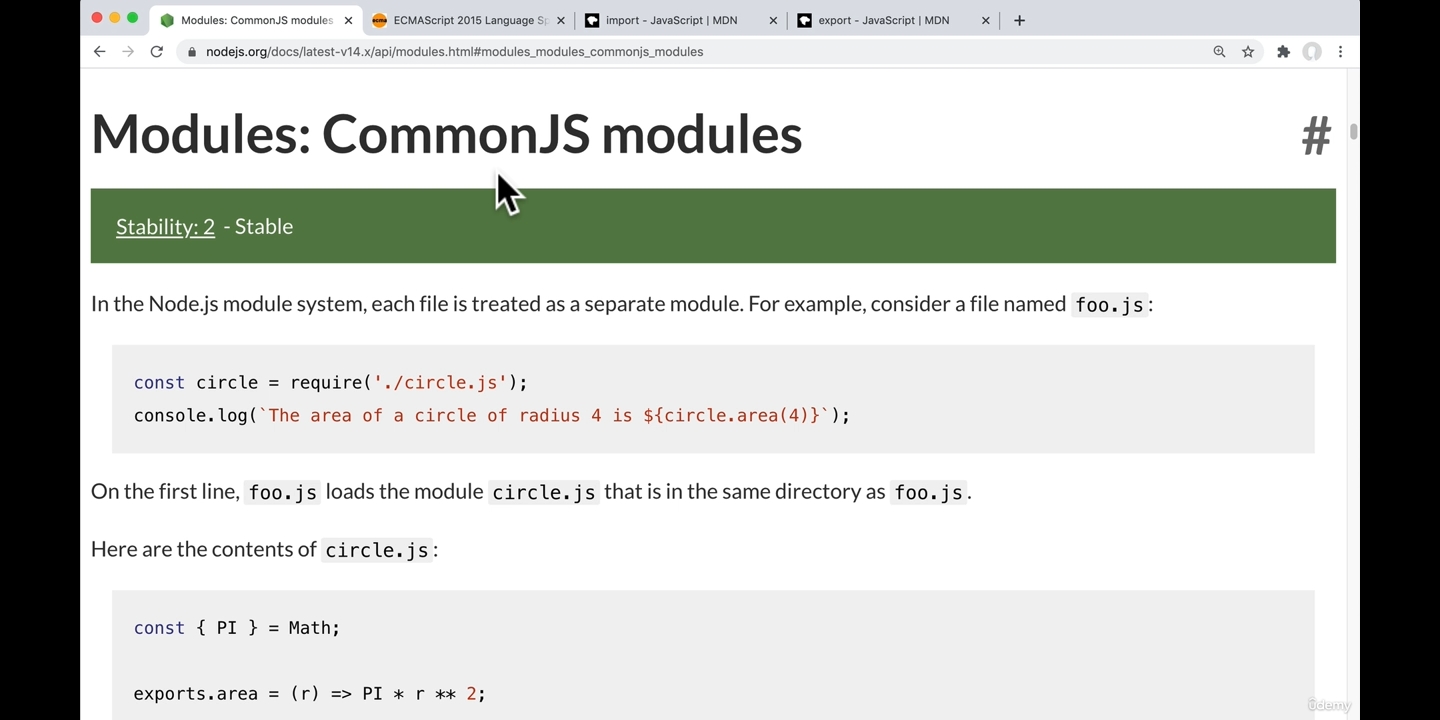 Modules: CommonJS modules
ECMAScript 2015 Language Sp
import - JavaScript | MDN
export - JavaScript | MDN
nodejs.org/docs/latest-v14.x/api/modules.html#modules_modules_commonjs_modules
Modules: CommonJS modules #
Stability: 2 - Stable
In the Node.js module system, each file is treated as a separate module. For example, consider a file named foo.js:
const circle = require('./circle.js');
console.log(`The area of a circle of radius 4 is ${circle.area(4)}`);
On the first line, foo.js loads the module circle.js that is in the same directory as foo.js.
Here are the contents of circle.js:
const { PI } = Math;
exports.area = (r) => PI * r ** 2;
ûdemy